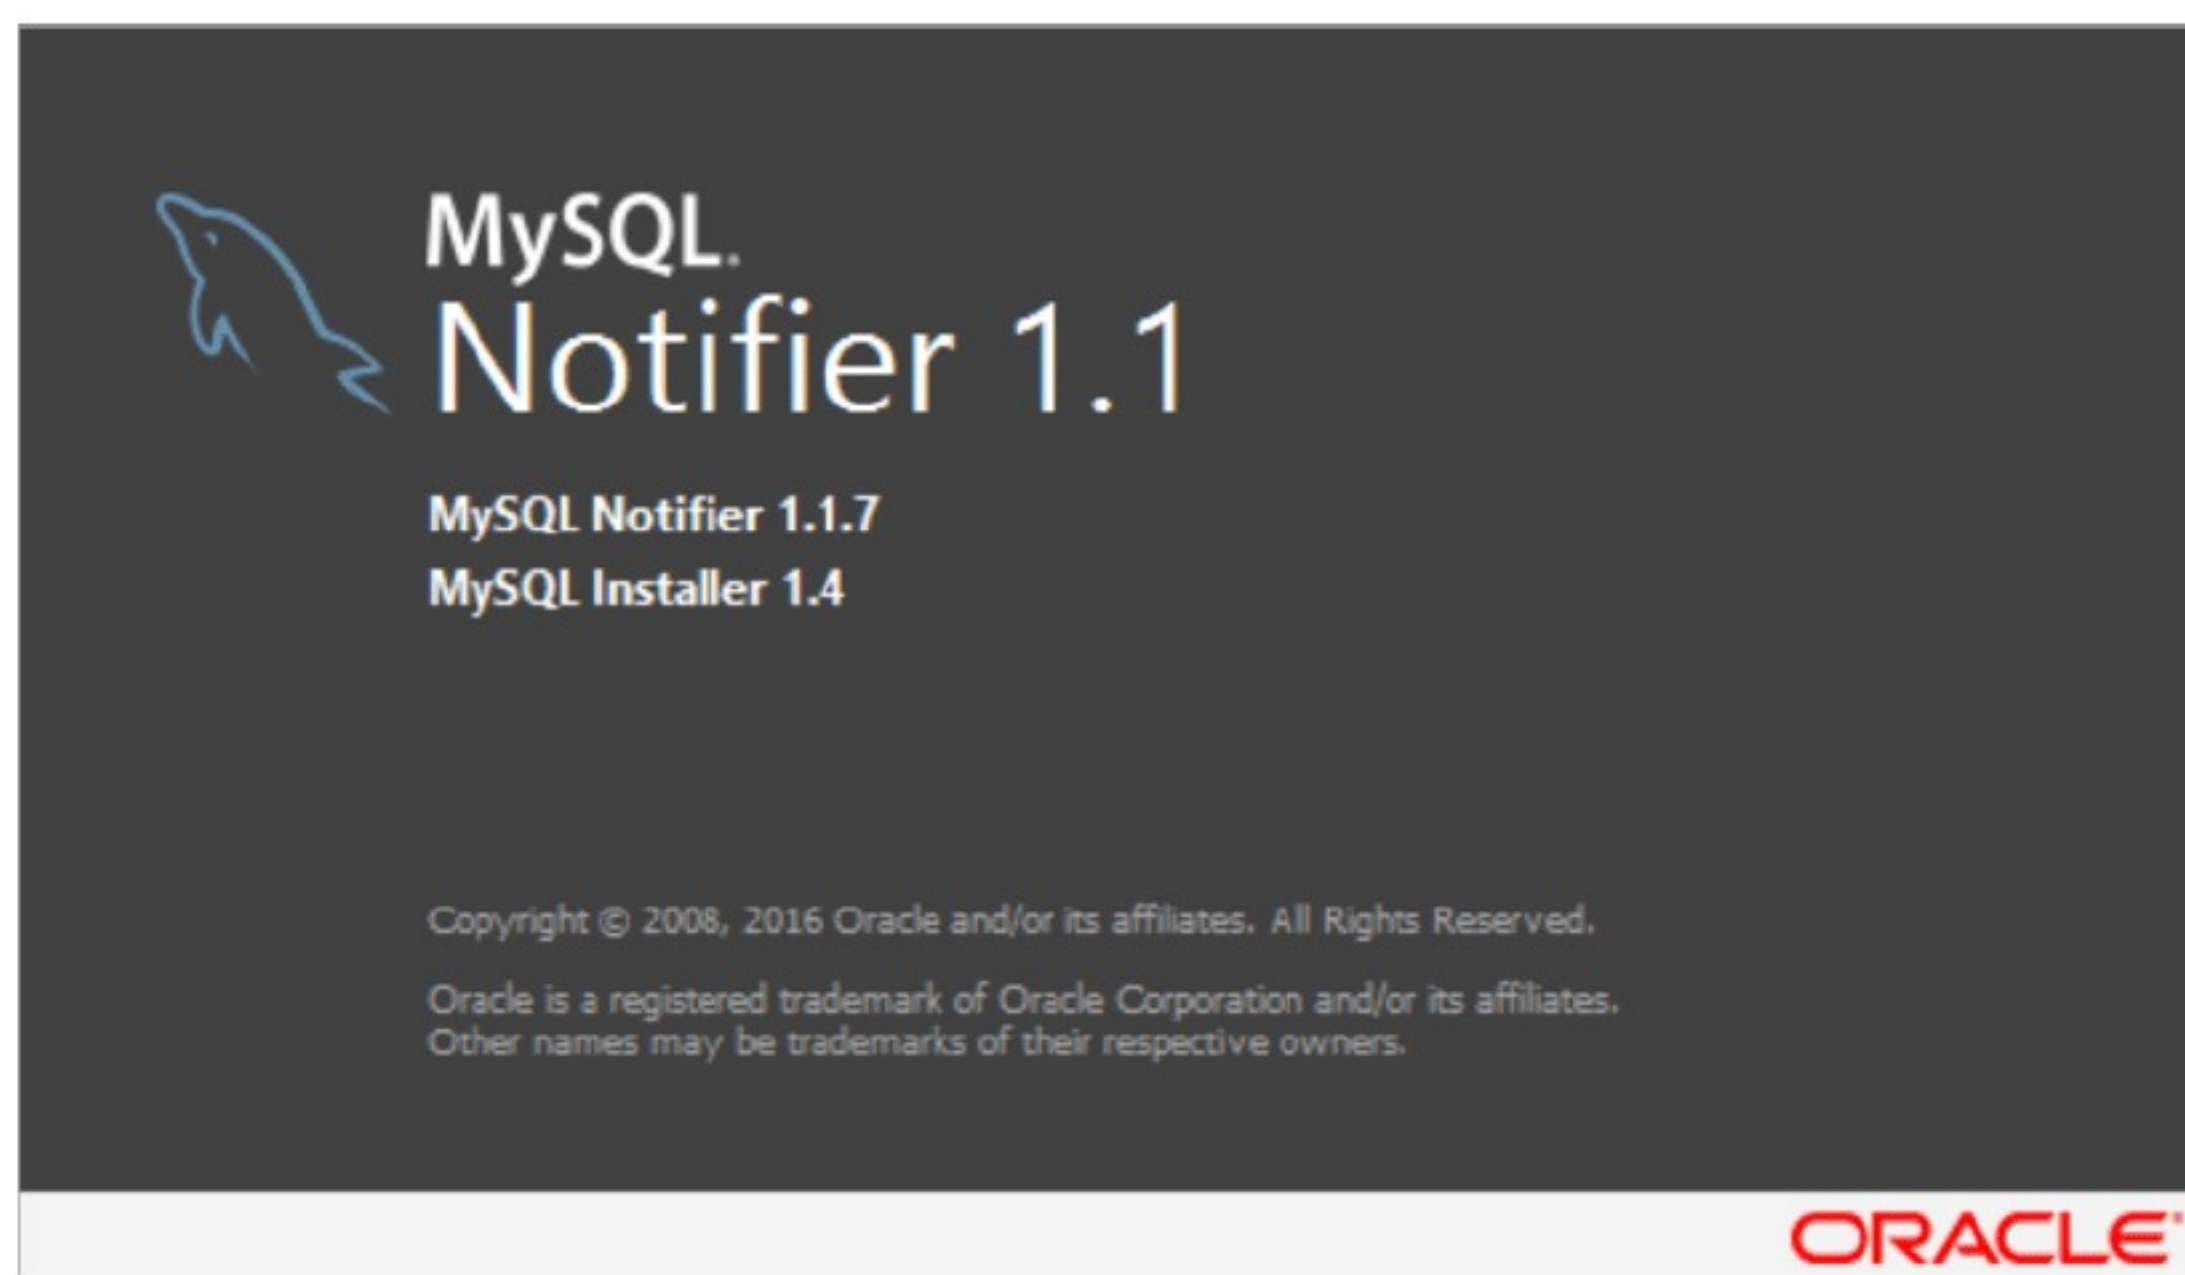 MySQL.
Notifier 1.1
MySQL Notifier 1.1.7
MySQL Installer 1.4
Copyright © 2008, 2016 Oracle and/or its affiliates. All Rights Reserved.
Oracle is a registered trademark of Oracle Corporation and/or its affiliates.
Other names may be trademarks of their respective owners.
ORACLE